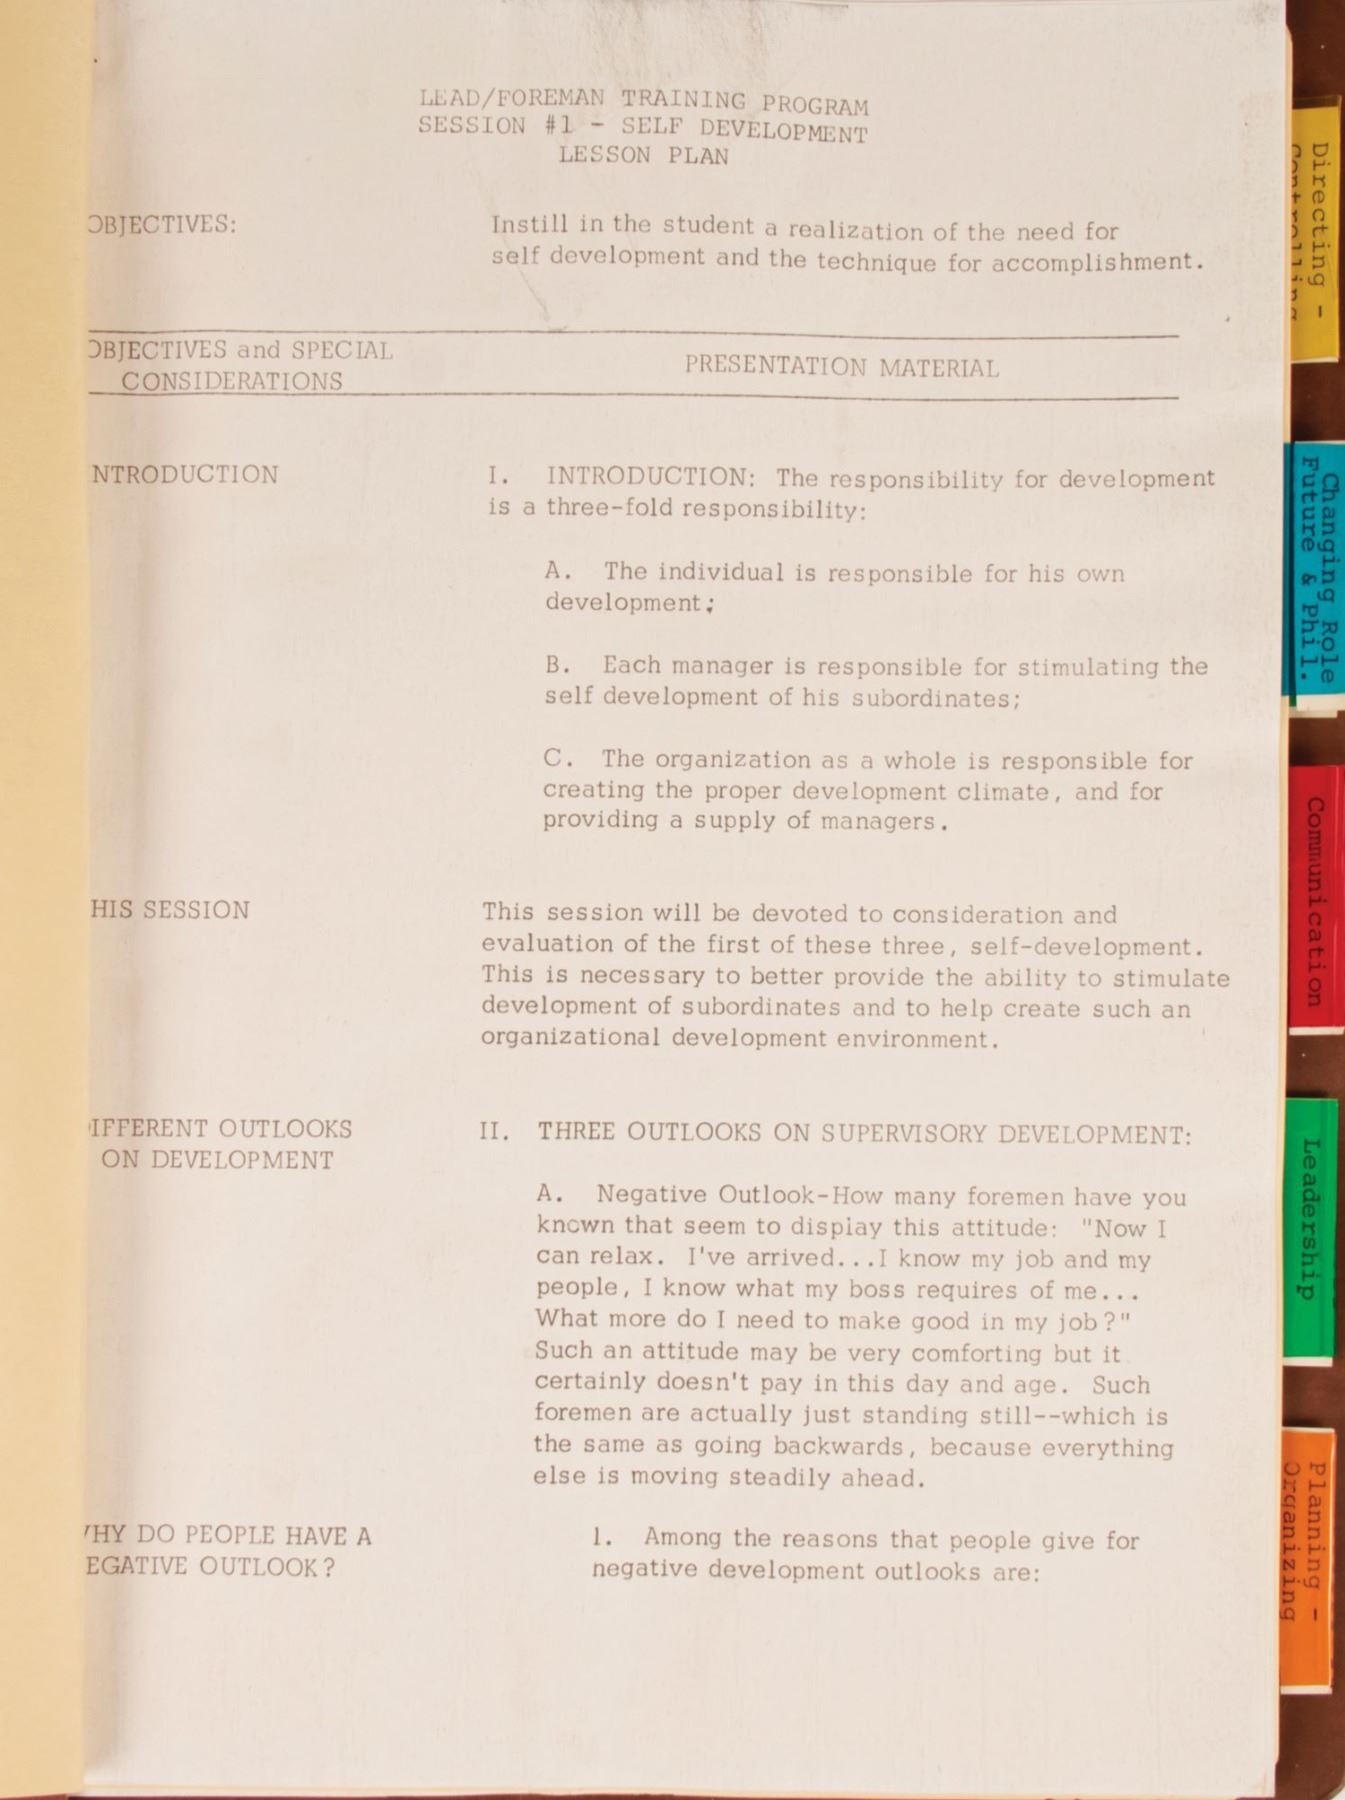 LEAD/FOREMAN TRAINING PROGRAM
SESSION #1 - SELF DEVELOPMENT
LESSON PLAN
OBJECTIVES:
Instill in the student a realization of the need for
self development and the technique for accomplishment.
OBJECTIVES and SPECIAL
CONSIDERATIONS
PRESENTATION MATERIAL
NTRODUCTION
I. INTRODUCTION: The responsibility for development
is a three-fold responsibility:
A. The individual is responsible for his own
development;
B. Each manager is responsible for stimulating the
self development of his subordinates;
C. The organization as a whole is responsible for
creating the proper development climate, and for
providing a supply of managers.
HIS SESSION
This session will be devoted to consideration and
evaluation of the first of these three, self-development.
This is necessary to better provide the ability to stimulate
development of subordinates and to help create such an
organizational development environment.
IFFERENT OUTLOOKS
ON DEVELOPMENT
II. THREE OUTLOOKS ON SUPERVISORY DEVELOPMENT:
A. Negative Outlook-How many foremen have you
known that seem to display this attitude: "Now I
can relax. I've arrived...I know my job and my
people, I know what my boss requires of me...
What more do I need to make good in my job?"
Such an attitude may be very comforting but it
certainly doesn't pay in this day and age. Such
foremen are actually just standing still--which is
the same as going backwards, because everything
else is moving steadily ahead.
HY DO PEOPLE HAVE A
EGATIVE OUTLOOK?
1. Among the reasons that people give for
negative development outlooks are:
Directing -
Controlling
Changing Role
Future & Phil.
Communication
Leadership
Planning -
Organizing